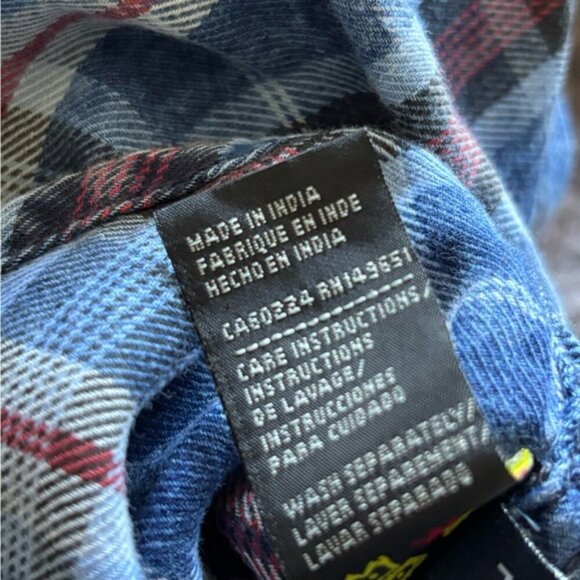 MADE IN INDIA
FABRIQUE EN INDE
HECHO EN INDIA
CA60224 RN149651
CARE INSTRUCTIONS/
INSTRUCTIONS
DE LAVAGE/
INSTRUCCIONES
PARA CUIDADO
WASH SEPARATELY/
LAVER SEPAREMENT/
LAVAR SEPARADO